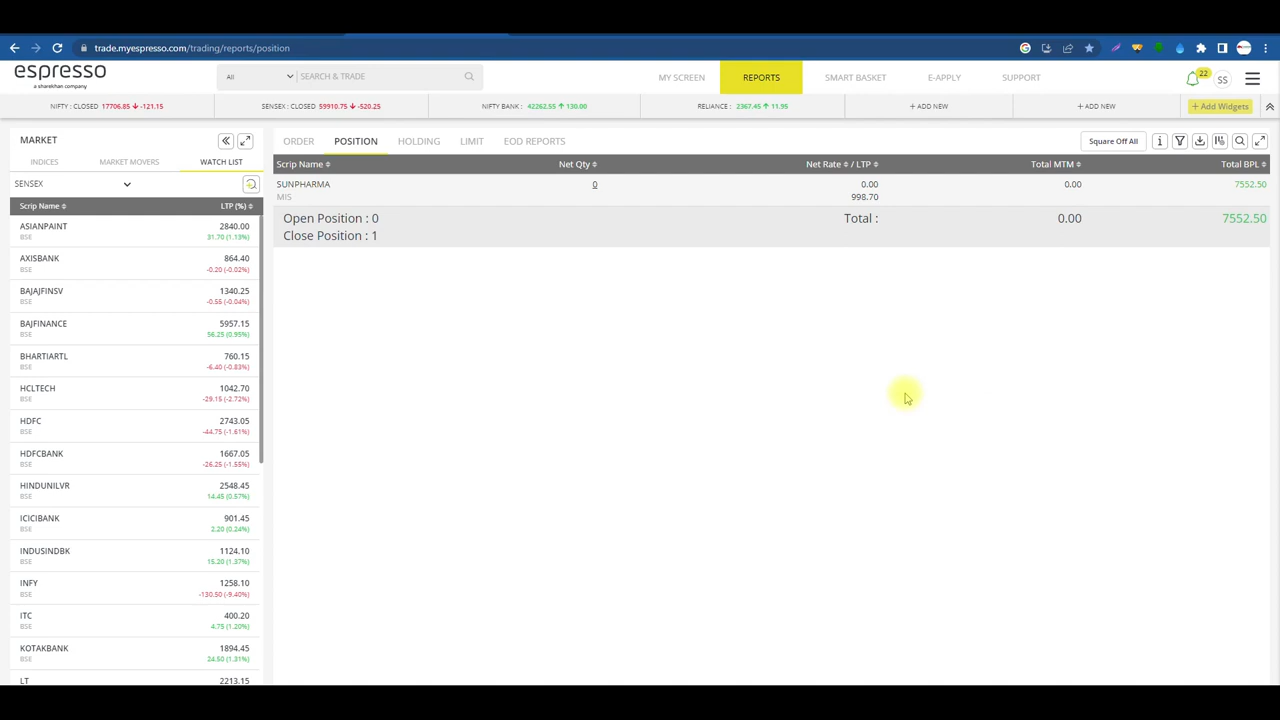 trade.myespresso.com/trading/reports/position
espresso
a sharekhan company
All
SEARCH & TRADE
MY SCREEN
REPORTS
SMART BASKET
E-APPLY
SUPPORT
22
SS
NIFTY : CLOSED 17706.85 -121.15
SENSEX : CLOSED 59910.75 -520.25
NIFTY BANK : 42262.55 130.00
RELIANCE : 2367.45 11.95
+ ADD NEW
+ ADD NEW
+ Add Widgets
MARKET
INDICES
MARKET MOVERS
WATCH LIST
SENSEX
Scrip Name LTP (%)
ASIANPAINT 2840.00
BSE 31.70 (1.13%)
AXISBANK 864.40
BSE -0.20 (-0.02%)
BAJAJFINSV 1340.25
BSE -0.55 (-0.04%)
BAJFINANCE 5957.15
BSE 56.25 (0.95%)
BHARTIARTL 760.15
BSE -6.40 (-0.83%)
HCLTECH 1042.70
BSE -29.15 (-2.72%)
HDFC 2743.05
BSE -44.75 (-1.61%)
HDFCBANK 1667.05
BSE -26.25 (-1.55%)
HINDUNILVR 2548.45
BSE 14.45 (0.57%)
ICICIBANK 901.45
BSE 2.20 (0.24%)
INDUSINDBK 1124.10
BSE 15.20 (1.37%)
INFY 1258.10
BSE -130.50 (-9.40%)
ITC 400.20
BSE 4.75 (1.20%)
KOTAKBANK 1894.45
BSE 24.50 (1.31%)
LT 2213.15
ORDER
POSITION
HOLDING
LIMIT
EOD REPORTS
Square Off All
Scrip Name Net Qty Net Rate / LTP Total MTM Total BPL
SUNPHARMA 0 0.00 0.00 7552.50
MIS 998.70
Open Position : 0 Total : 0.00 7552.50
Close Position : 1